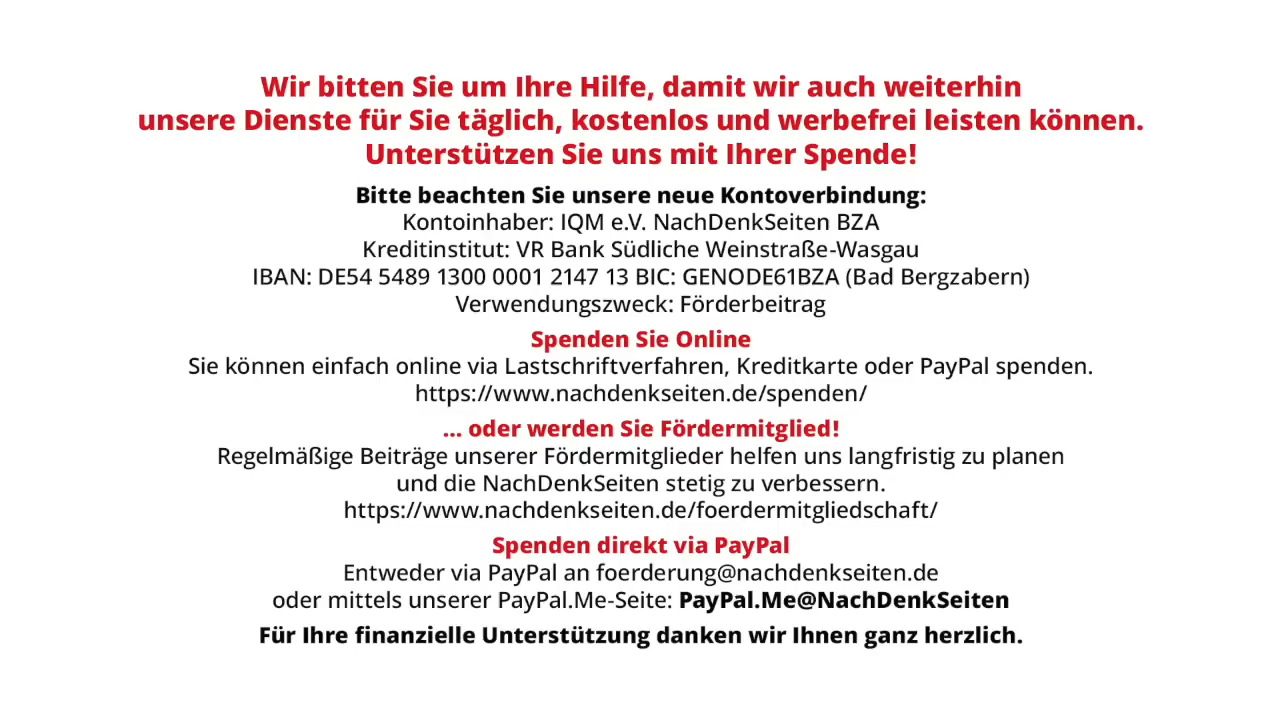 Wir bitten Sie um Ihre Hilfe, damit wir auch weiterhin
unsere Dienste für Sie täglich, kostenlos und werbefrei leisten können.
Unterstützen Sie uns mit Ihrer Spende!
Bitte beachten Sie unsere neue Kontoverbindung:
Kontoinhaber: IQM e.V. NachDenkSeiten BZA
Kreditinstitut: VR Bank Südliche Weinstraße-Wasgau
IBAN: DE54 5489 1300 0001 2147 13 BIC: GENODE61BZA (Bad Bergzabern)
Verwendungszweck: Förderbeitrag
Spenden Sie Online
Sie können einfach online via Lastschriftverfahren, Kreditkarte oder PayPal spenden.
https://www.nachdenkseiten.de/spenden/
... oder werden Sie Fördermitglied!
Regelmäßige Beiträge unserer Fördermitglieder helfen uns langfristig zu planen
und die NachDenkSeiten stetig zu verbessern.
https://www.nachdenkseiten.de/foerdermitgliedschaft/
Spenden direkt via PayPal
Entweder via PayPal an foerderung@nachdenkseiten.de
oder mittels unserer PayPal.Me-Seite: PayPal.Me@NachDenkSeiten
Für Ihre finanzielle Unterstützung danken wir Ihnen ganz herzlich.